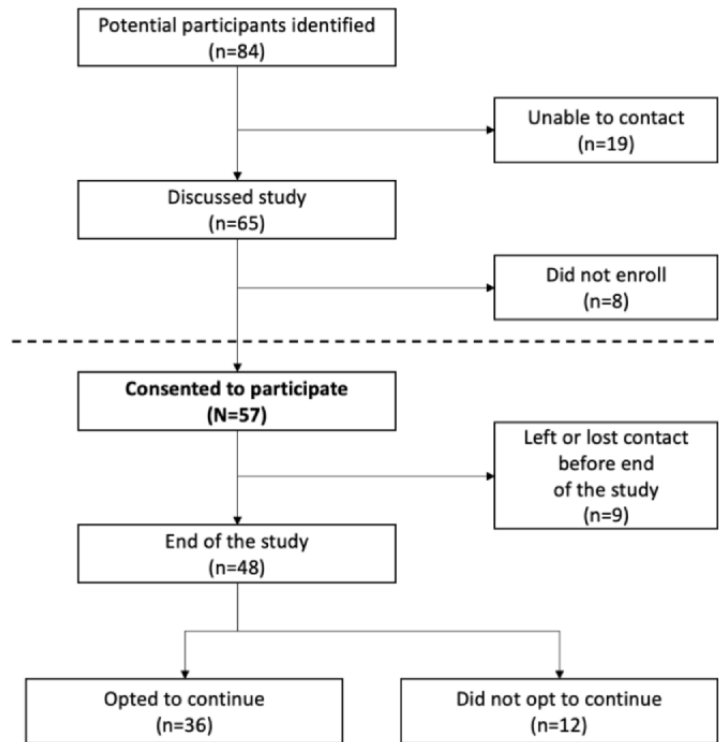 Potential participants identified
(n=84)
Unable to contact
(n=19)
Discussed study
(n=65)
Did not enroll
(n=8)
Consented to participate
(N=57)
Left or lost contact
before end
of the study
(n=9)
End of the study
(n=48)
Opted to continue
(n=36)
Did not opt to continue
(n=12)